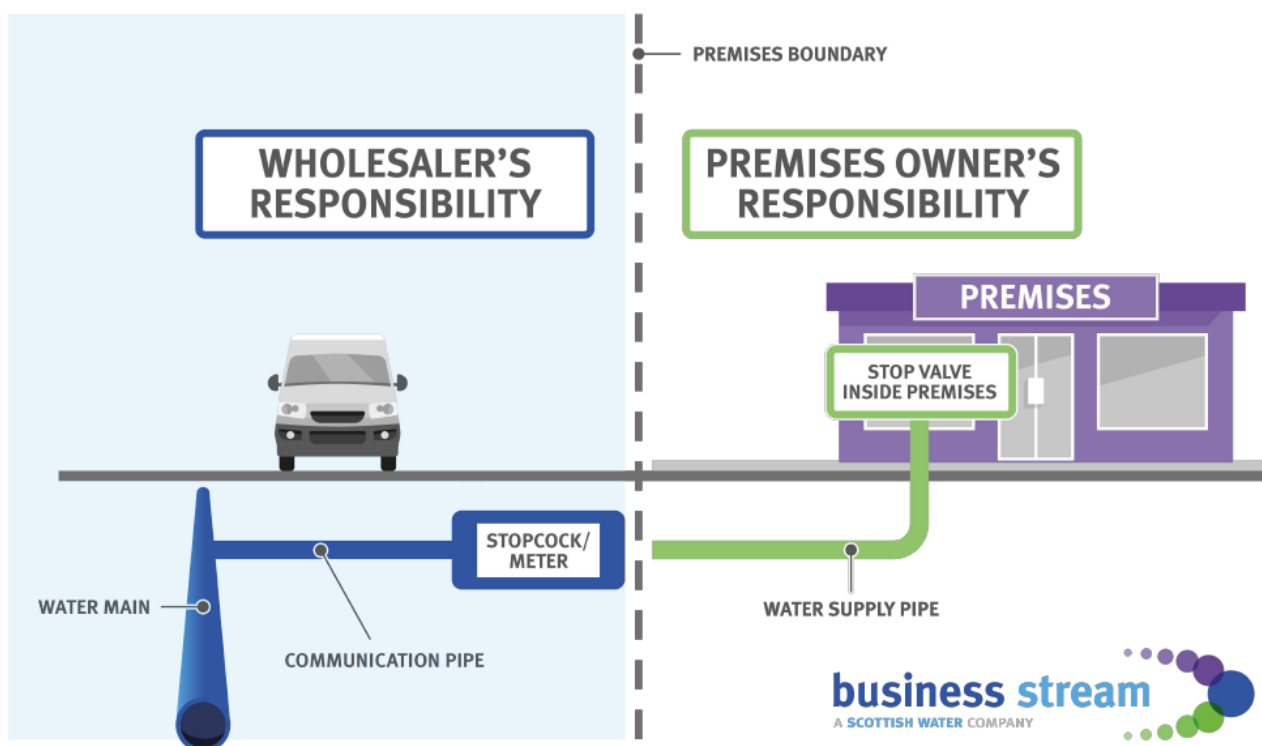 PREMISES BOUNDARY
WHOLESALER'S
RESPONSIBILITY
PREMISES OWNER'S
RESPONSIBILITY
PREMISES
STOP VALVE
INSIDE PREMISES
STOPCOCK/
METER
WATER MAIN
COMMUNICATION PIPE
WATER SUPPLY PIPE
business stream
A SCOTTISH WATER COMPANY